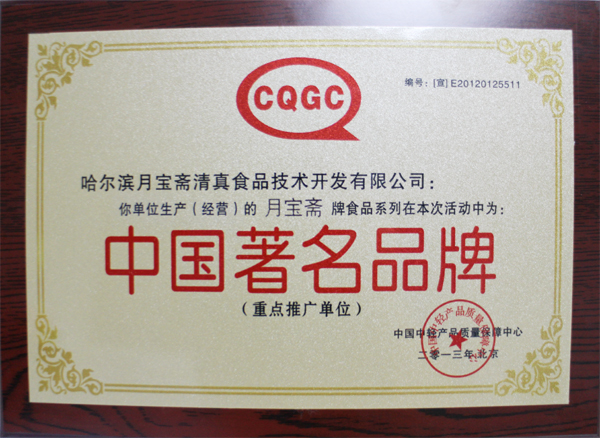 CQGC
编号：[宣]E20120125511
哈尔滨月宝斋清真食品技术开发有限公司：
你单位生产（经营）的 月宝斋 牌食品系列在本次活动中为：
中国著名品牌
（重点推广单位）
中国中轻产品质量保障中心
二零一三年 北京